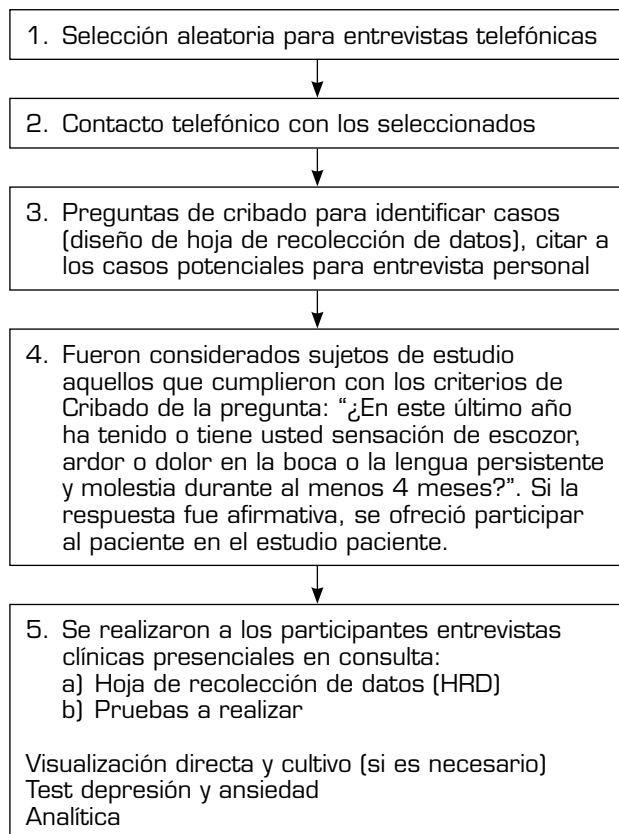 1. Selección aleatoria para entrevistas telefónicas
2. Contacto telefónico con los seleccionados
3. Preguntas de cribado para identificar casos
(diseño de hoja de recolección de datos), citar a
los casos potenciales para entrevista personal
4. Fueron considerados sujetos de estudio
aquellos que cumplieron con los criterios de
Cribado de la pregunta: “¿En este último año
ha tenido o tiene usted sensación de escozor,
ardor o dolor en la boca o la lengua persistente
y molestia durante al menos 4 meses?”. Si la
respuesta fue afirmativa, se ofreció participar
al paciente en el estudio paciente.
5. Se realizaron a los participantes entrevistas
clínicas presenciales en consulta:
a) Hoja de recolección de datos (HRD)
b) Pruebas a realizar
Visualización directa y cultivo (si es necesario)
Test depresión y ansiedad
Analítica